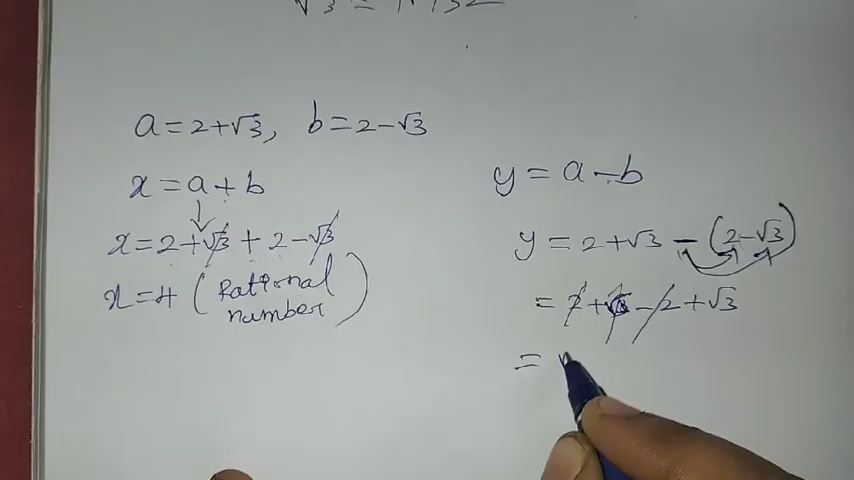 a = 2 + √3, b = 2 - √3
x = a + b
x = 2 + √3 + 2 - √3
x = 4 (Rational number)
y = a - b
y = 2 + √3 - (2 - √3)
= 2 + √3 - 2 + √3
=